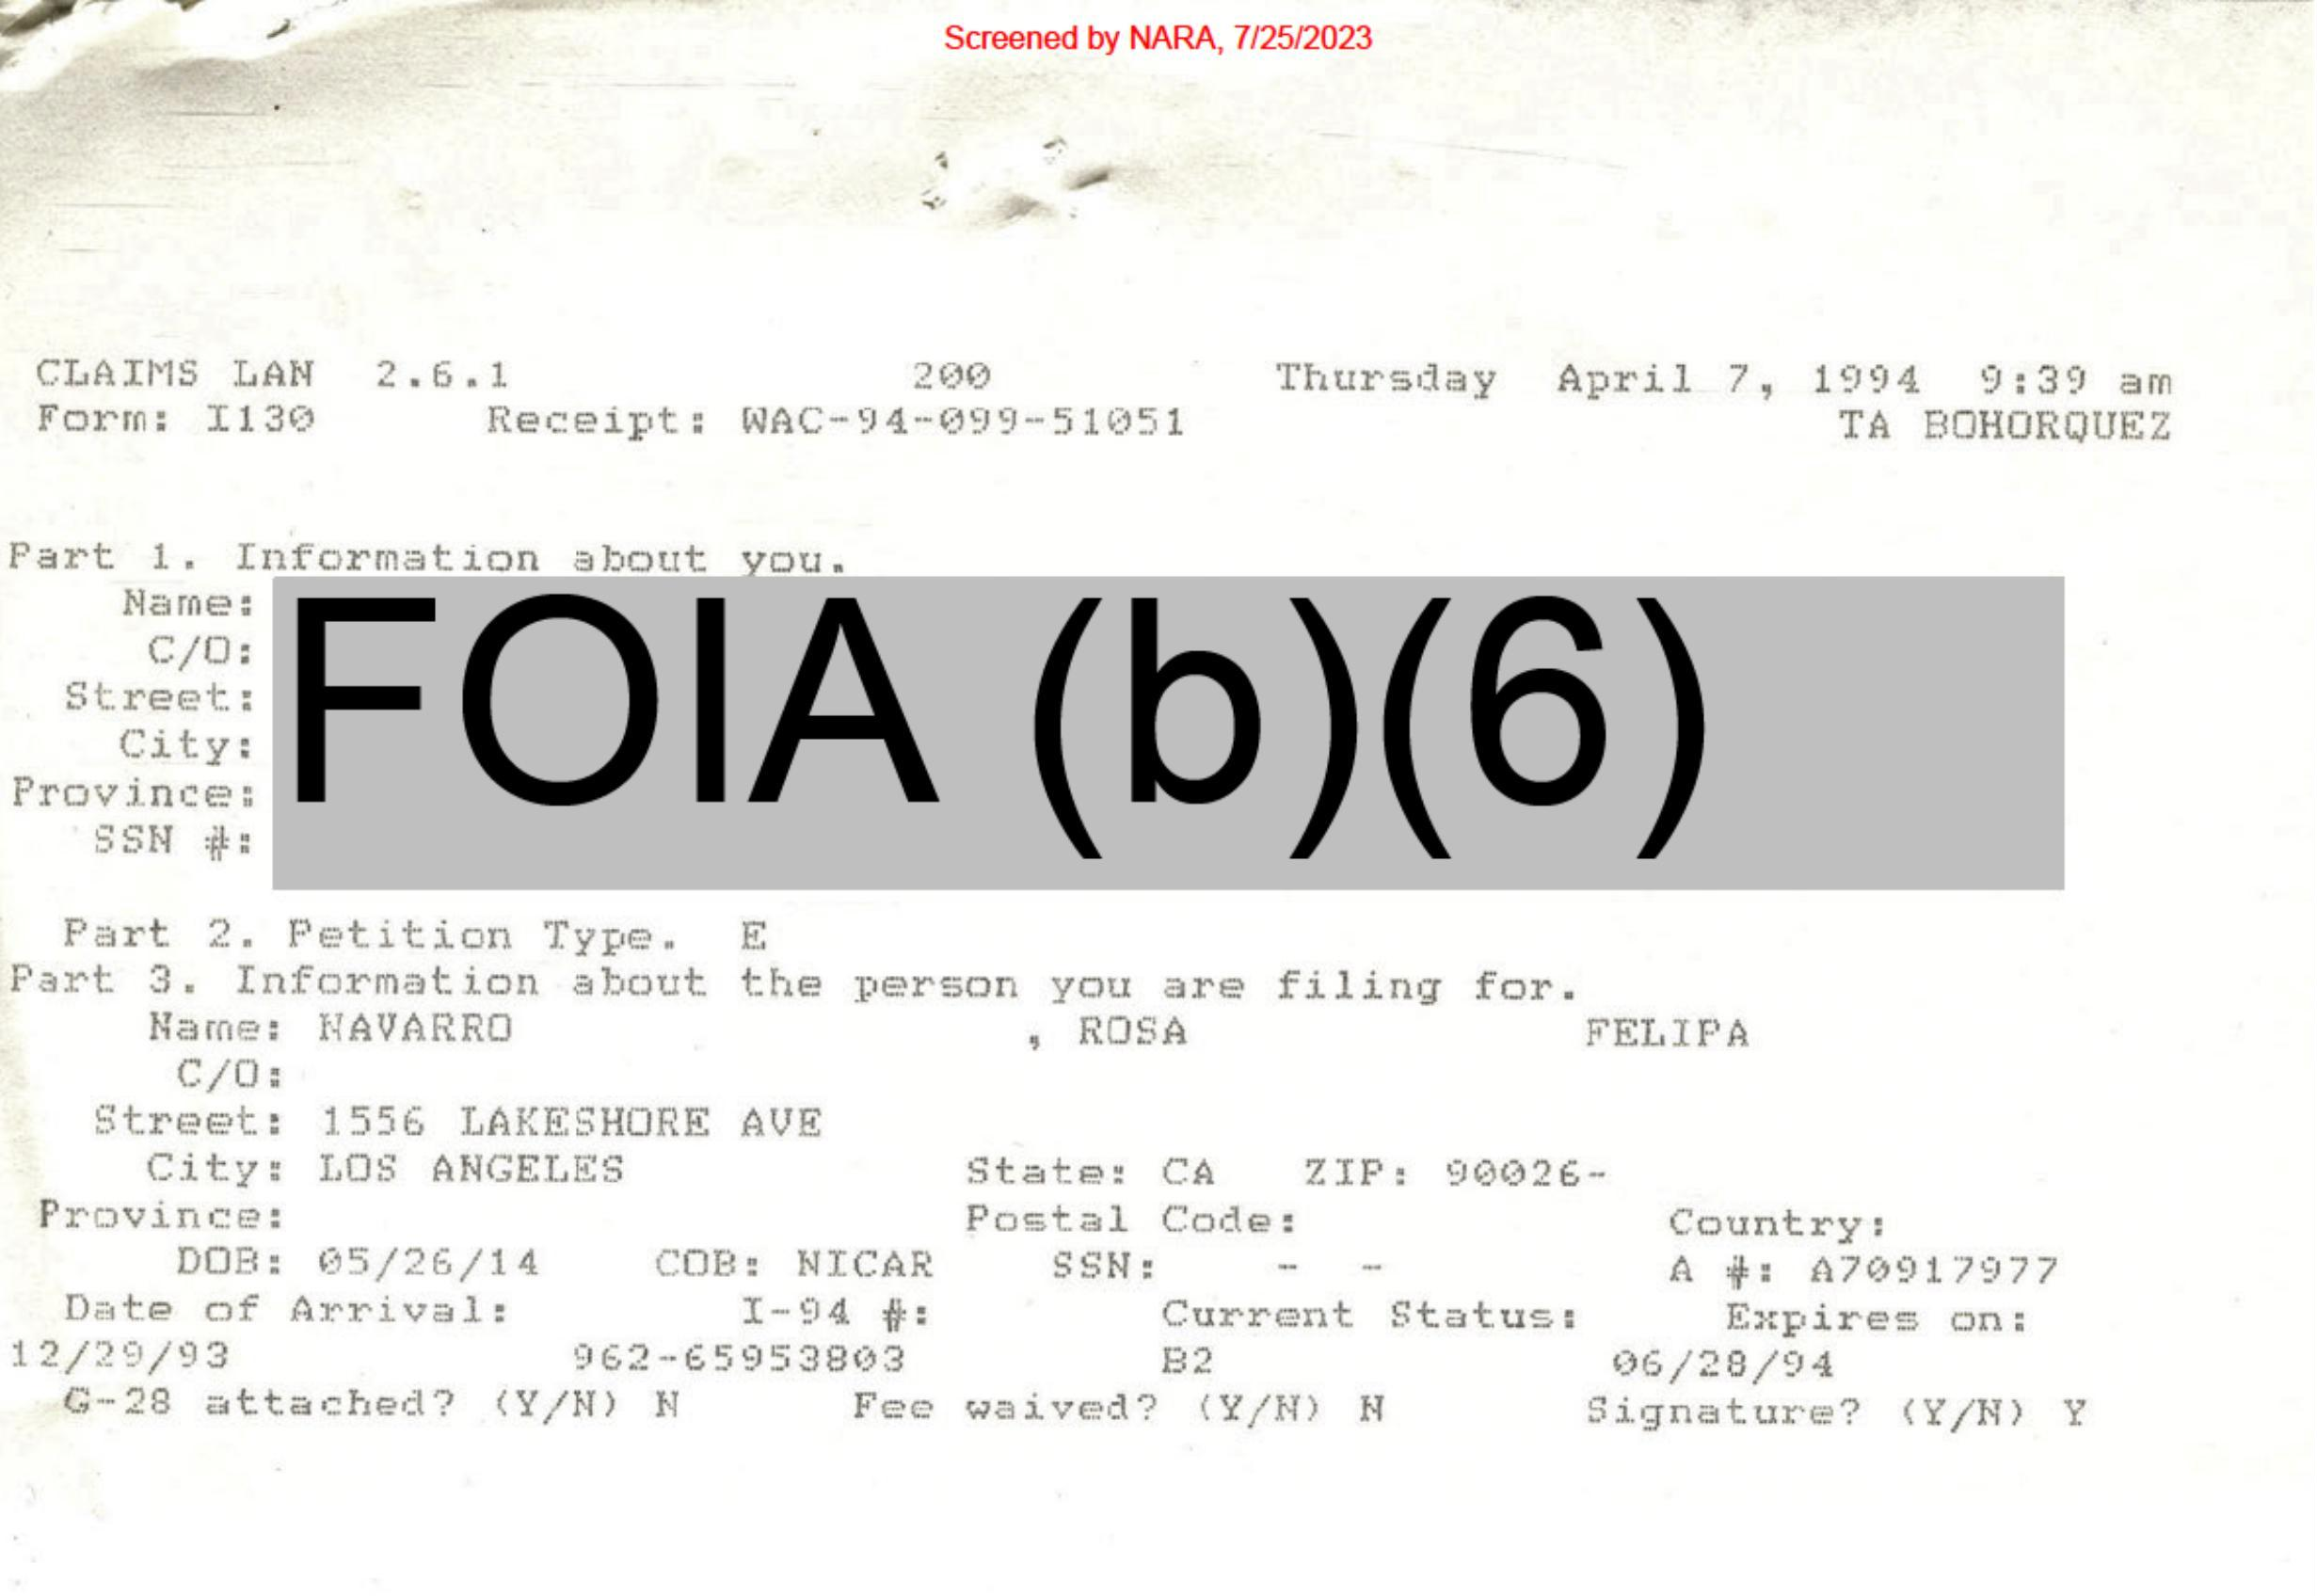 Screened by NARA, 7/25/2023
CLAIMS LAN 2.6.1 200 Thursday April 7, 1994 9:39 am
Form: I130 Receipt: WAC-94-099-51051 TA BOHORQUEZ
Part 1. Information about you.
Name:
C/O:
Street:
City:
Province:
SSN #:
FOIA (b)(6)
Part 2. Petition Type. E
Part 3. Information about the person you are filing for.
Name: NAVARRO , ROSA FELIPA
C/O:
Street: 1556 LAKESHORE AVE
City: LOS ANGELES State: CA ZIP: 90026-
Province: Postal Code: Country:
DOB: 05/26/14 COB: NICAR SSN: - - A #: A70917977
Date of Arrival: I-94 #: Current Status: Expires on:
12/29/93 962-65953803 B2 06/28/94
G-28 attached? (Y/N) N Fee waived? (Y/N) N Signature? (Y/N) Y